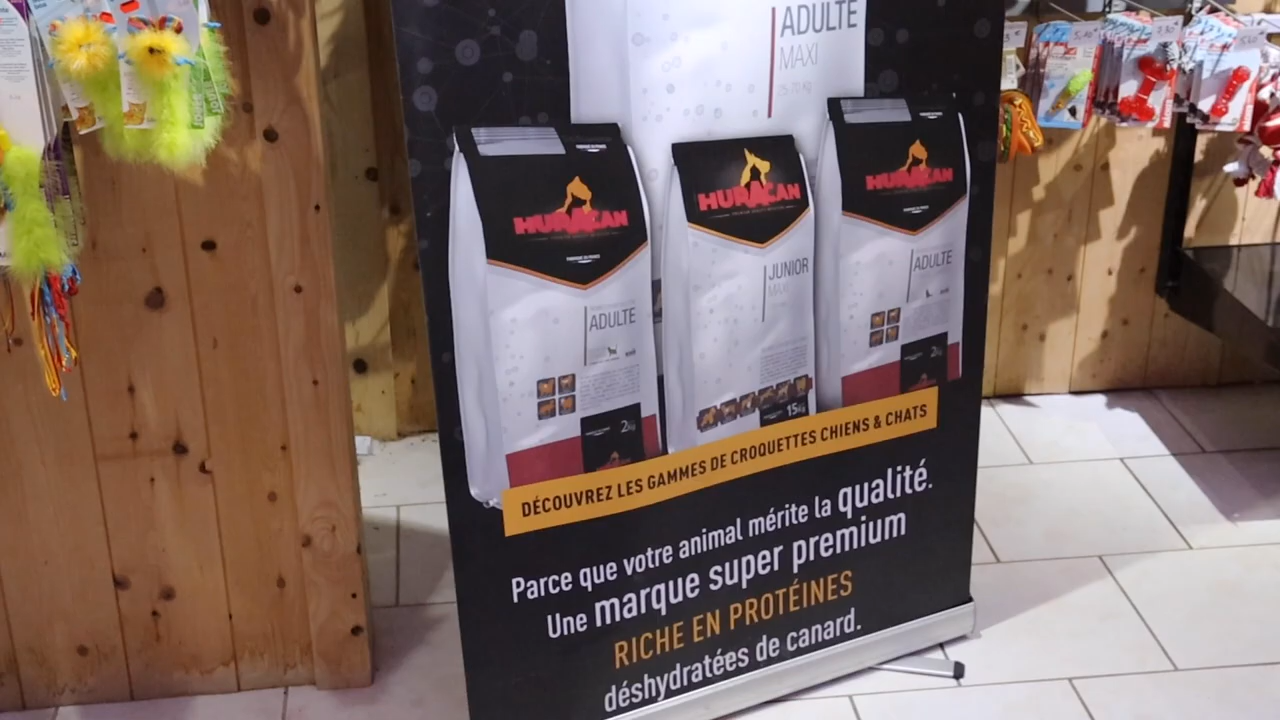 ADULTE
MAXI
HURACAN
ADULTE
2kg
HURACAN
JUNIOR
MAXI
15kg
HURACAN
ADULTE
2kg
DÉCOUVREZ LES GAMMES DE CROQUETTES CHIENS & CHATS
Parce que votre animal mérite la qualité.
Une marque super premium
RICHE EN PROTÉINES
déshydratées de canard.